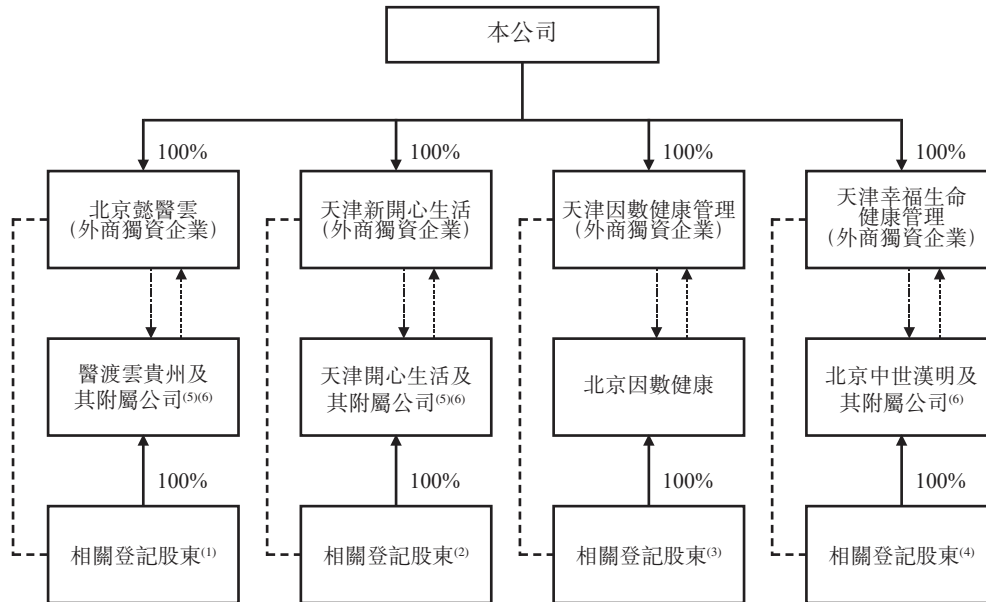 本公司
100%
100%
100%
100%
北京懿醫雲
(外商獨資企業)
天津新開心生活
(外商獨資企業)
天津因數健康管理
(外商獨資企業)
天津幸福生命
健康管理
(外商獨資企業)
醫渡雲貴州及
其附屬公司(5)(6)
天津開心生活及
其附屬公司(5)(6)
北京因數健康
北京中世漢明及
其附屬公司(6)
100%
100%
100%
100%
相關登記股東(1)
相關登記股東(2)
相關登記股東(3)
相關登記股東(4)